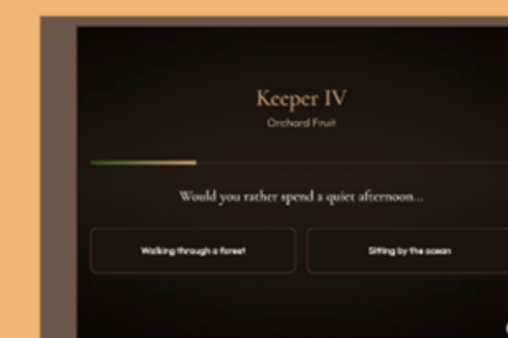 Keeper IV
Orchard Fruit
Would you rather spend a quiet afternoon...
Walking through a forest
Sitting by the ocean